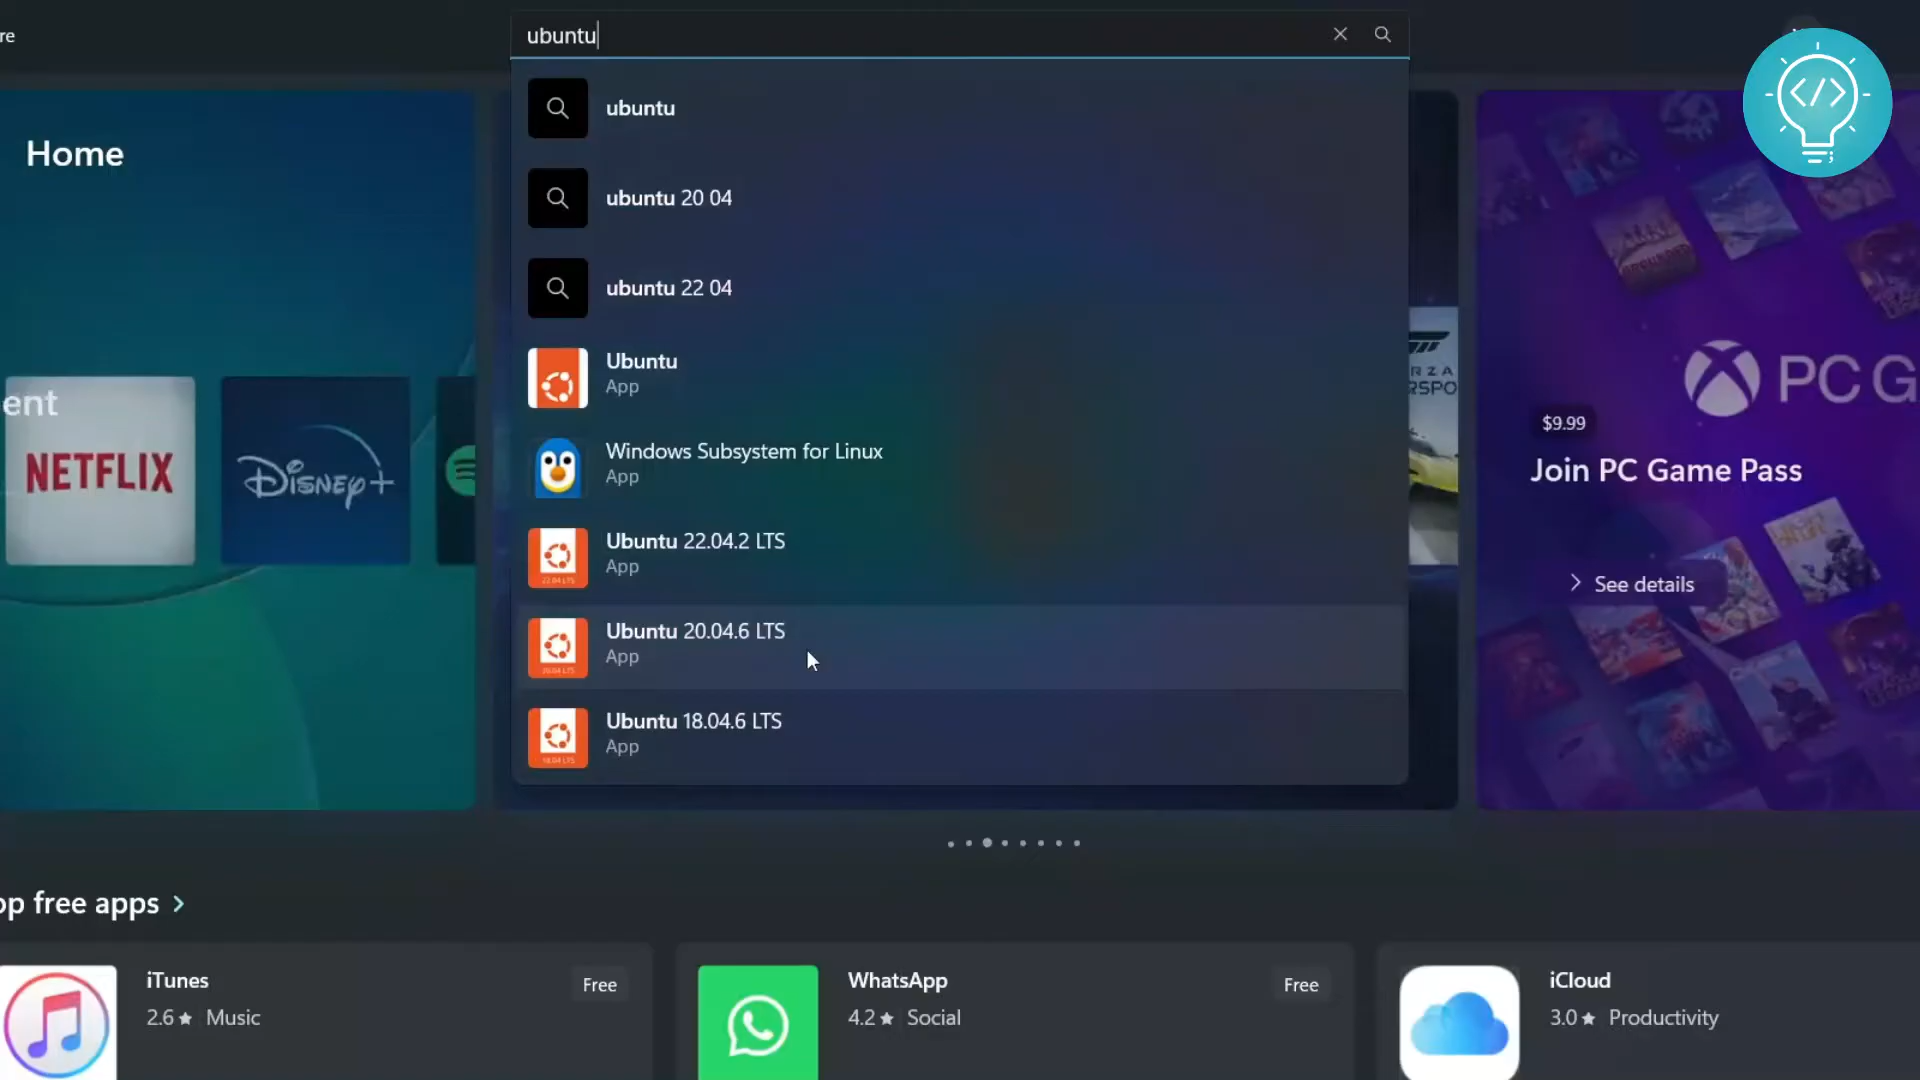 re
ubuntu
ubuntu
ubuntu 20 04
ubuntu 22 04
Ubuntu
App
Windows Subsystem for Linux
App
Ubuntu 22.04.2 LTS
App
Ubuntu 20.04.6 LTS
App
Ubuntu 18.04.6 LTS
App
Home
ent
NETFLIX
Disney+
RZA
RSPO
PC G
$9.99
Join PC Game Pass
See details
</>
op free apps
iTunes
2.6 ★ Music
Free
WhatsApp
4.2 ★ Social
Free
iCloud
3.0 ★ Productivity